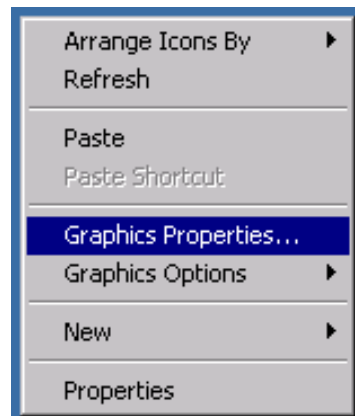 Arrange Icons By
Refresh
Paste
Paste Shortcut
Graphics Properties...
Graphics Options
New
Properties